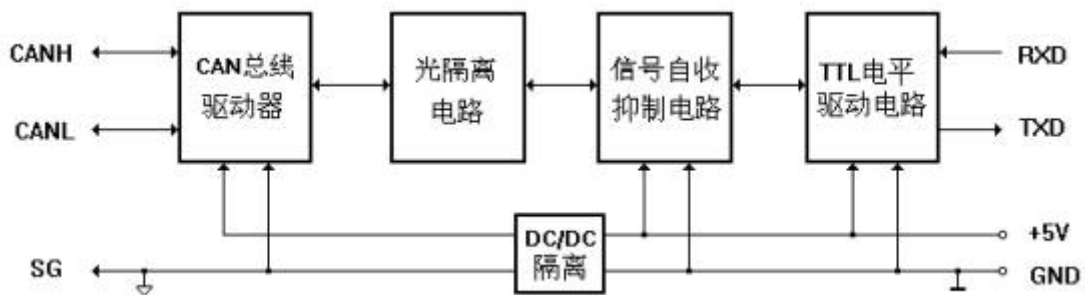 CANH
CANL
SG
CAN总线
驱动器
光隔离
电路
信号自收
抑制电路
TTL电平
驱动电路
RXD
TXD
DC/DC
隔离
+5V
GND